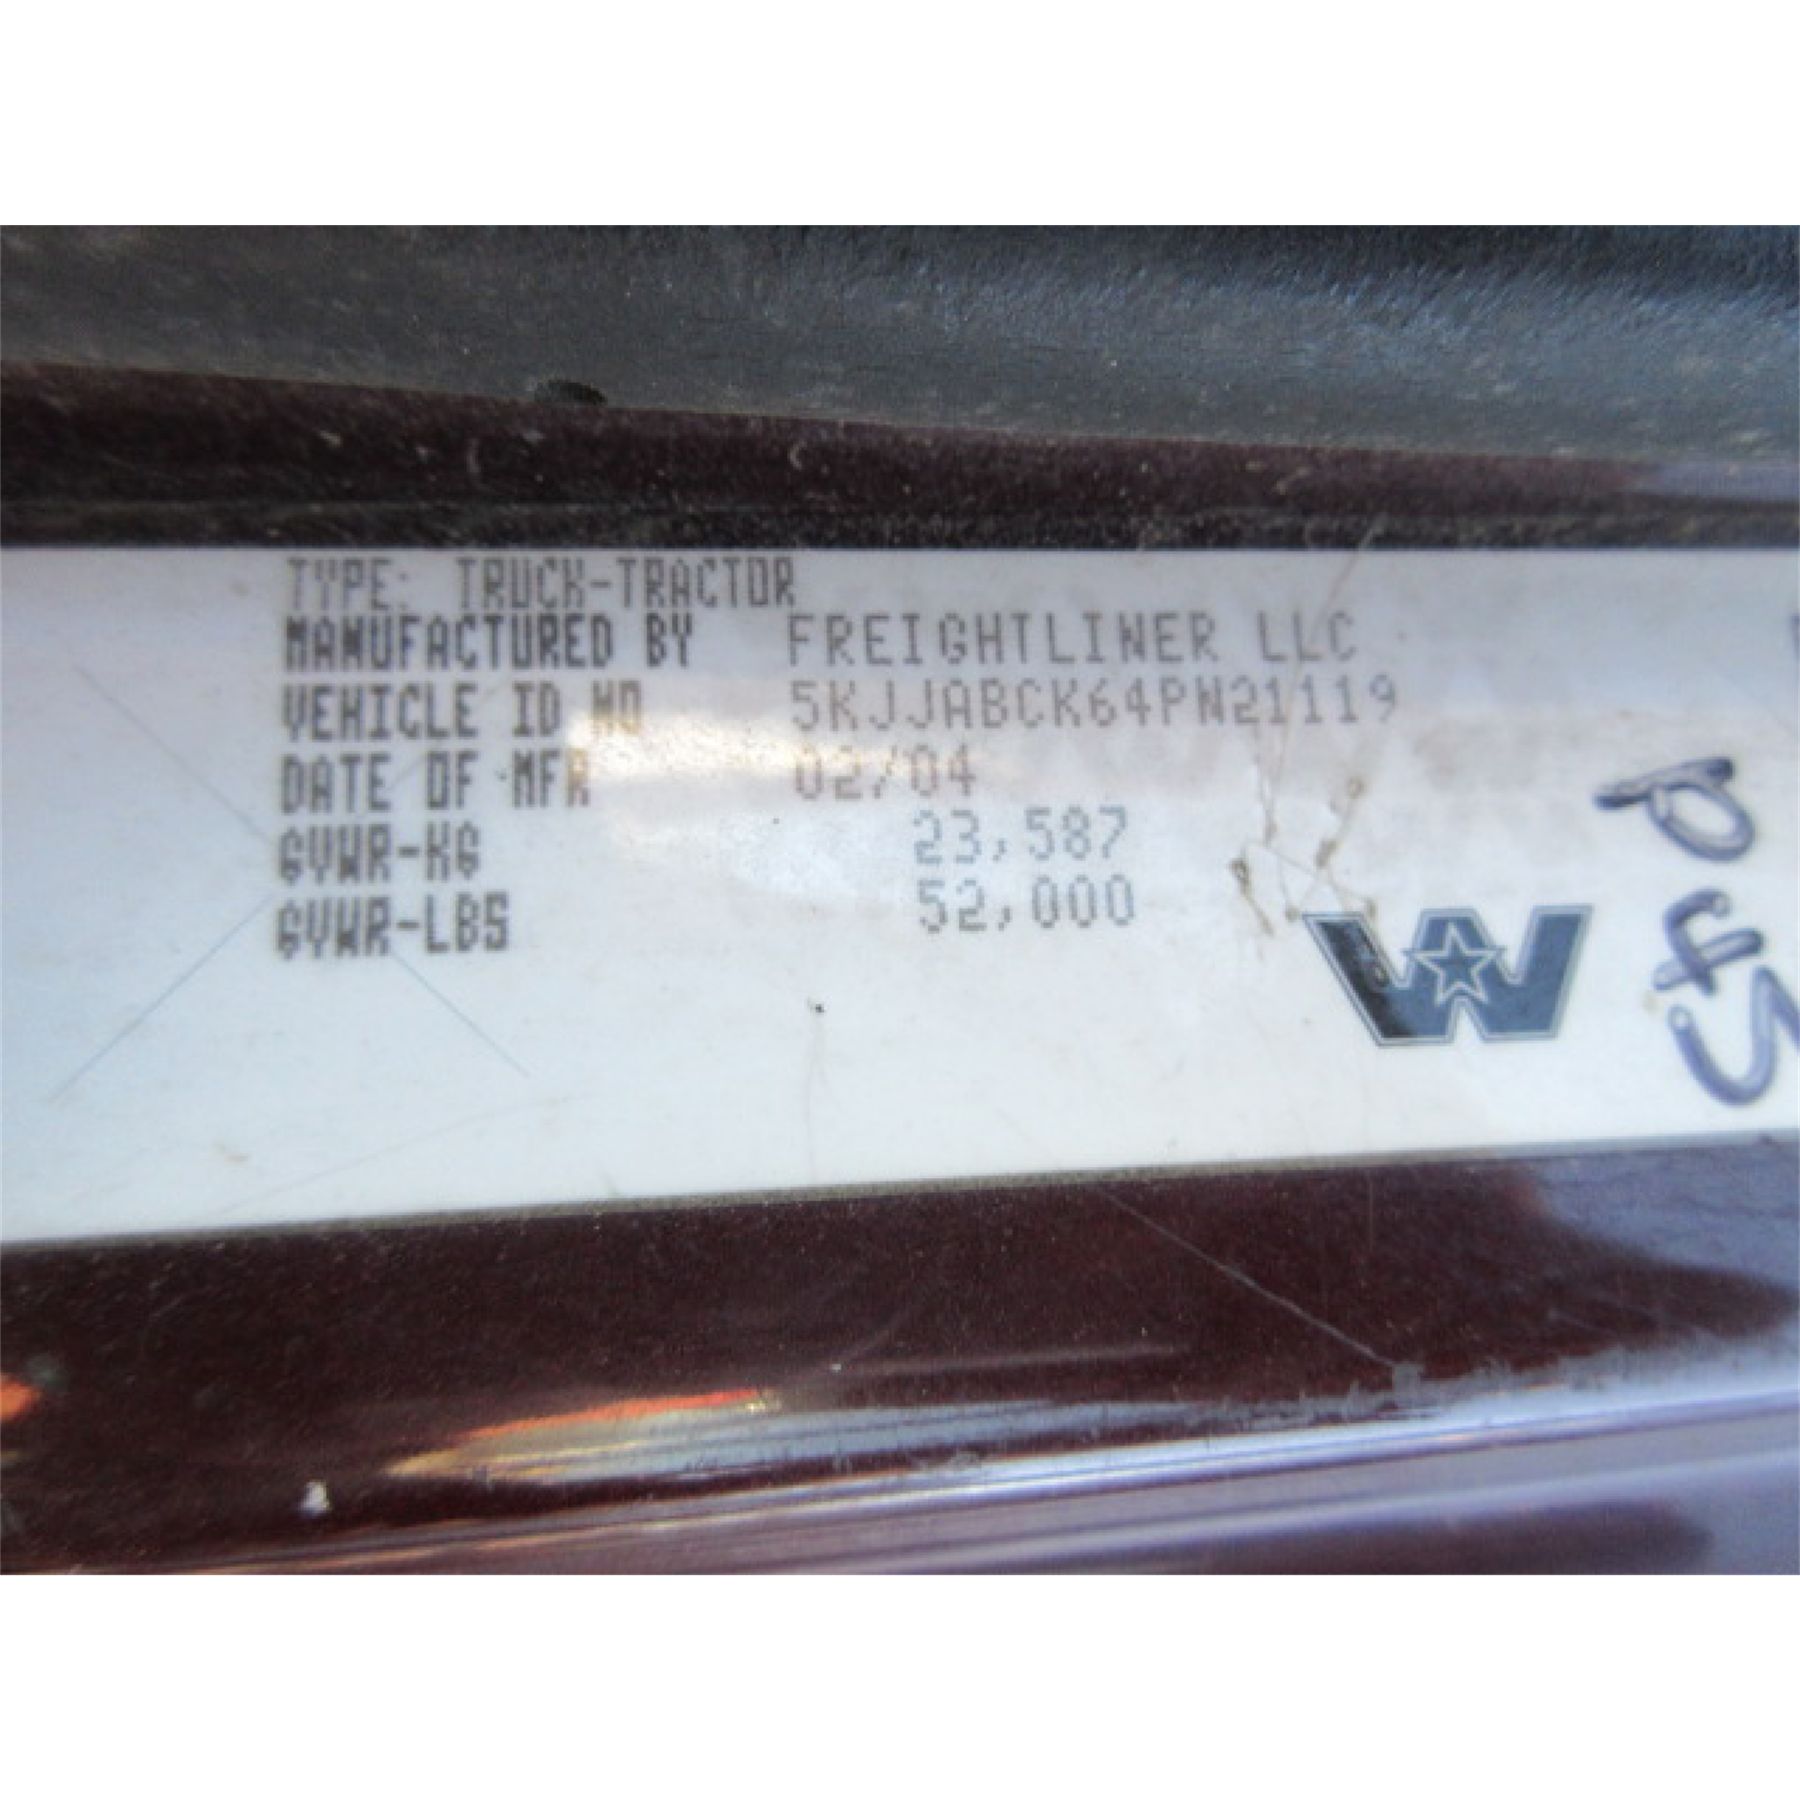 TYPE: TRUCK-TRACTOR
MANUFACTURED BY FREIGHTLINER LLC
VEHICLE ID NO 5KJJABCK64PN21119
DATE OF MFR 02/04
GVWR-KG 23,587
GVWR-LBS 52,000